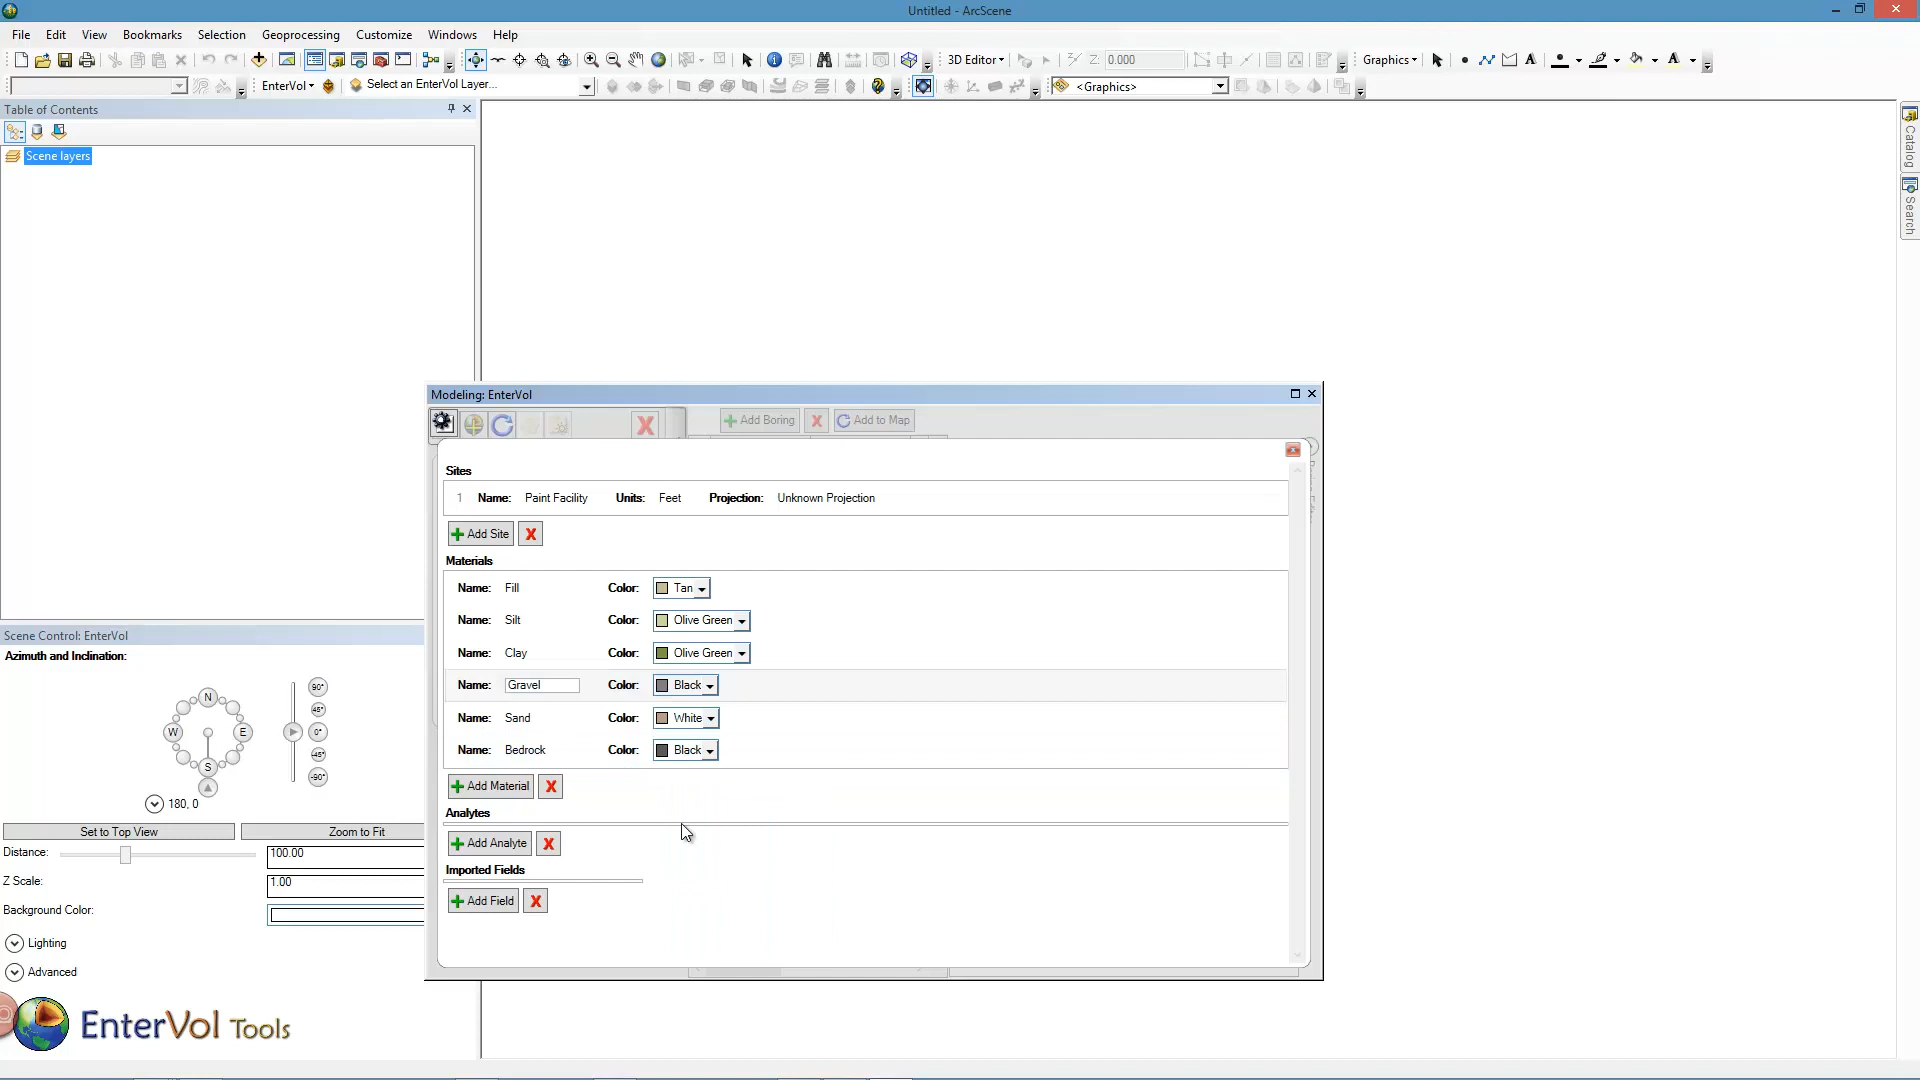 Untitled - ArcScene
File Edit View Bookmarks Selection Geoprocessing Customize Windows Help
3D Editor Z: 0.000 Graphics A A
EnterVol Select an EnterVol Layer... <Graphics>
Table of Contents
Scene layers
Catalog
Search
Modeling: EnterVol
Add Boring X Add to Map
Sites
1 Name: Paint Facility Units: Feet Projection: Unknown Projection
Add Site X
Materials
Name: Fill Color: Tan
Name: Silt Color: Olive Green
Name: Clay Color: Olive Green
Name: Gravel Color: Black
Name: Sand Color: White
Name: Bedrock Color: Black
Add Material X
Analytes
Add Analyte X
Imported Fields
Add Field X
Scene Control: EnterVol
Azimuth and Inclination:
N
W E
S
90°
45°
0°
-45°
-90°
180, 0
Set to Top View Zoom to Fit
Distance: 100.00
Z Scale: 1.00
Background Color:
Lighting
Advanced
EnterVol Tools